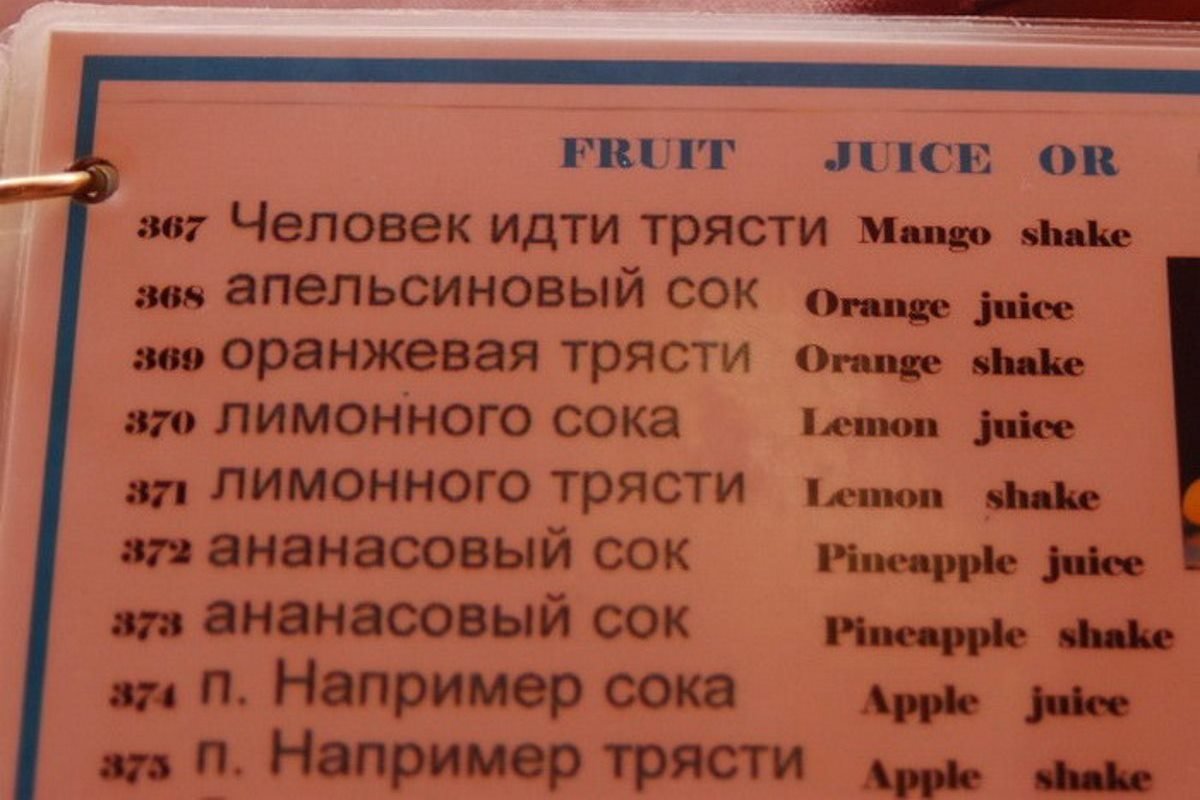 FRUIT JUICE OR
367 Человек идти трясти Mango shake
368 апельсиновый сок Orange juice
369 оранжевая трясти Orange shake
370 лимонного сока Lemon juice
371 лимонного трясти Lemon shake
372 ананасовый сок Pineapple juice
373 ананасовый сок Pineapple shake
374 п. Например сока Apple juice
375 п. Например трясти Apple shake